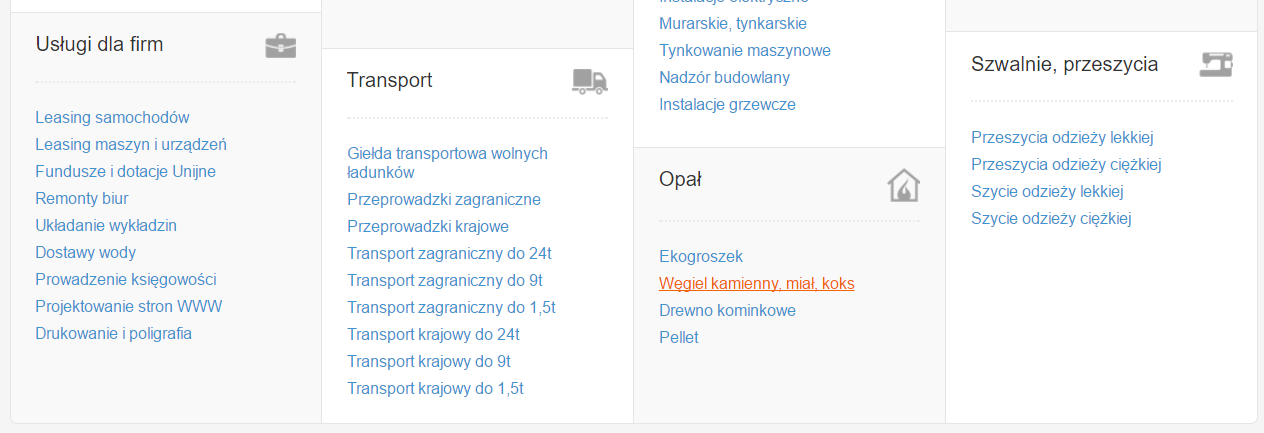 Usługi dla firm
Leasing samochodów
Leasing maszyn i urządzeń
Fundusze i dotacje Unijne
Remonty biur
Układanie wykładzin
Dostawy wody
Prowadzenie księgowości
Projektowanie stron WWW
Drukowanie i poligrafia
Transport
Giełda transportowa wolnych
ładunków
Przeprowadzki zagraniczne
Przeprowadzki krajowe
Transport zagraniczny do 24t
Transport zagraniczny do 9t
Transport zagraniczny do 1,5t
Transport krajowy do 24t
Transport krajowy do 9t
Transport krajowy do 1,5t
Instalacje elektryczne
Murarskie, tynkarskie
Tynkowanie maszynowe
Nadzór budowlany
Instalacje grzewcze
Opał
Ekogroszek
Węgiel kamienny, miał, koks
Drewno kominkowe
Pellet
Szwalnie, przeszycia
Przeszycia odzieży lekkiej
Przeszycia odzieży ciężkiej
Szycie odzieży lekkiej
Szycie odzieży ciężkiej